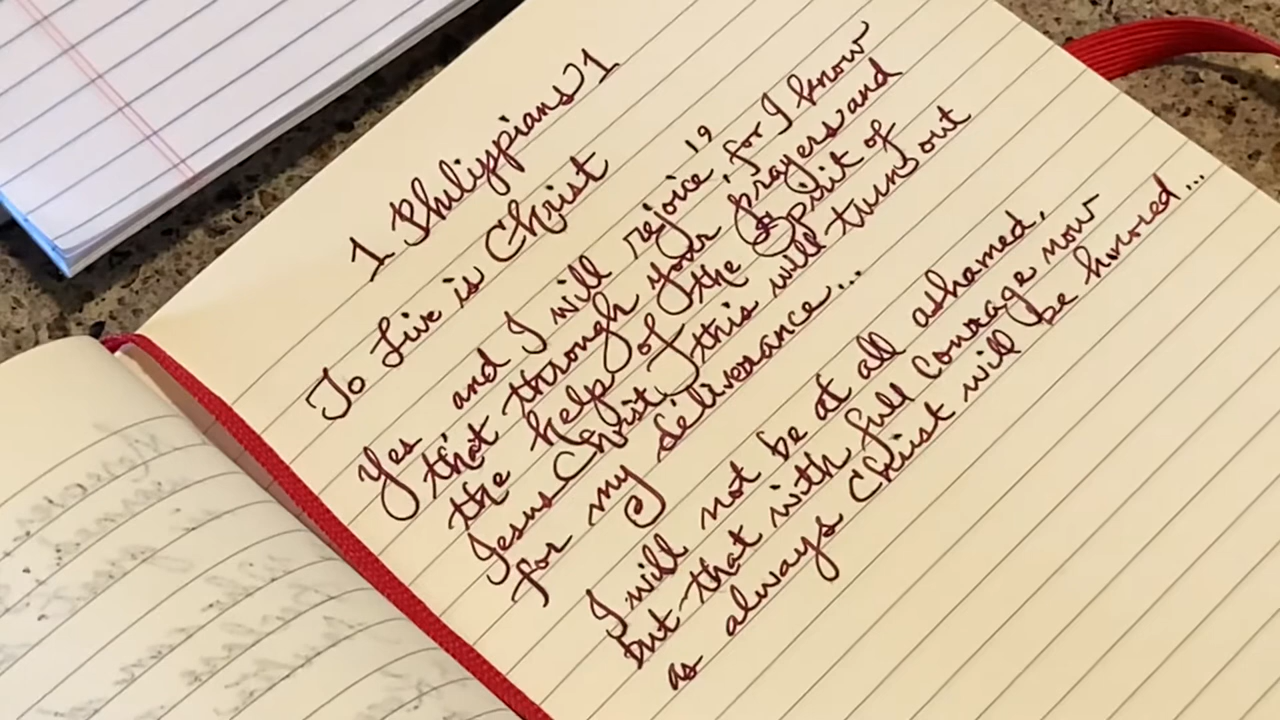 1 Philippians 1
To Live is Christ
Yes and I will rejoice, 19 for I know
that through your prayers and
the help of the Spirit of
Jesus Christ this will turn out
for my deliverance...
I will not be at all ashamed,
but that with full courage now
as always Christ will be honored...